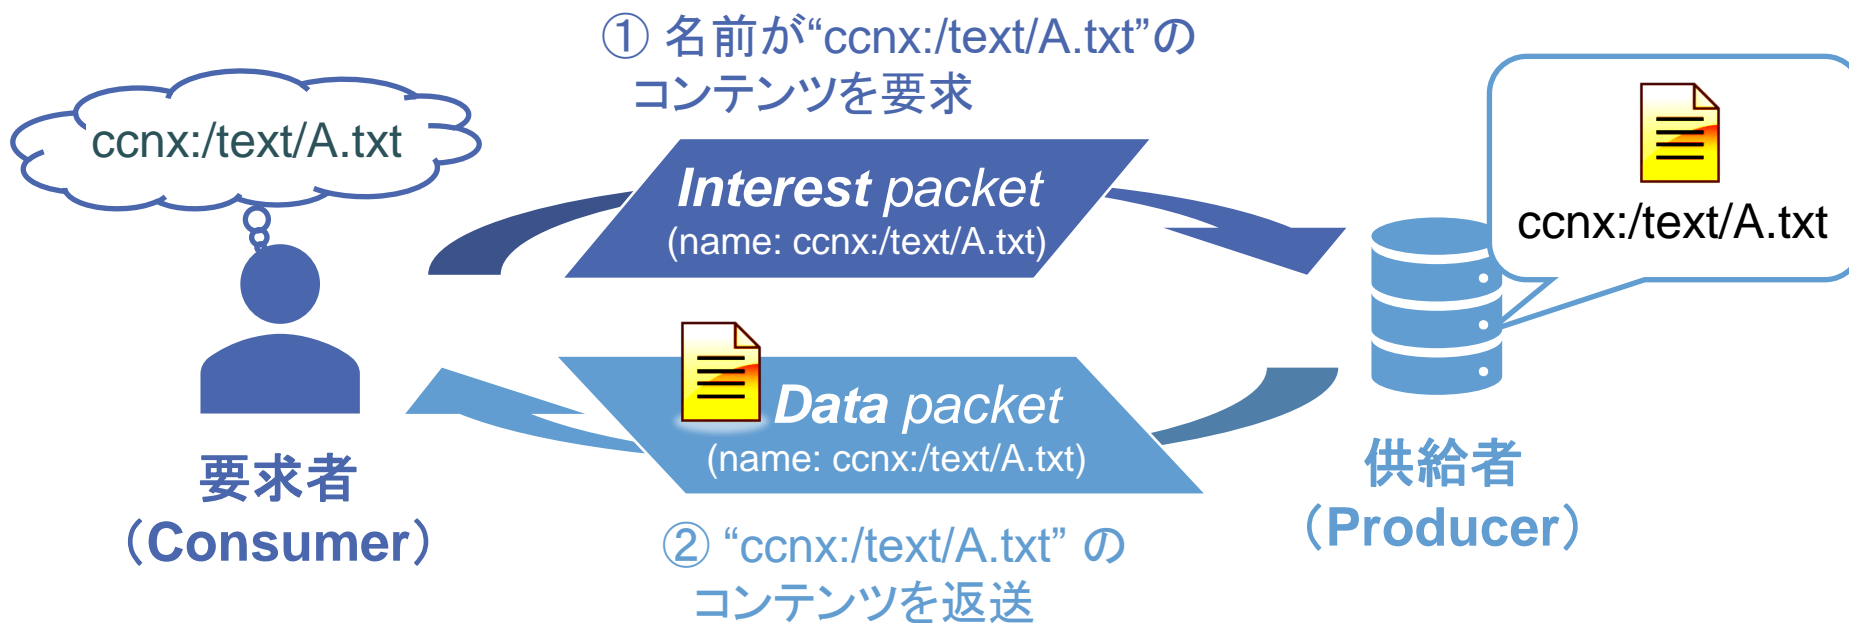 ① 名前が“ccnx:/text/A.txt”の
コンテンツを要求
ccnx:/text/A.txt
Interest packet
(name: ccnx:/text/A.txt)
ccnx:/text/A.txt
Data packet
(name: ccnx:/text/A.txt)
要求者
（Consumer）
供給者
（Producer）
② “ccnx:/text/A.txt” の
コンテンツを返送